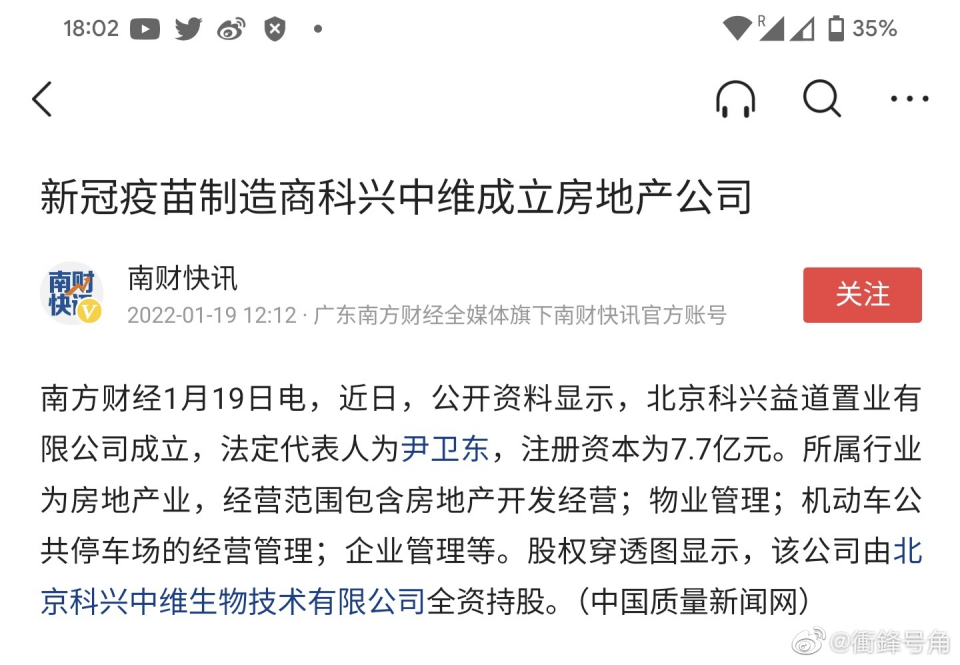 18:02
R
35%
新冠疫苗制造商科兴中维成立房地产公司
南财
快讯
V
南财快讯
2022-01-19 12:12 · 广东南方财经全媒体旗下南财快讯官方账号
关注
南方财经1月19日电，近日，公开资料显示，北京科兴益道置业有
限公司成立，法定代表人为尹卫东，注册资本为7.7亿元。所属行业
为房地产业，经营范围包含房地产开发经营；物业管理；机动车公
共停车场的经营管理；企业管理等。股权穿透图显示，该公司由北
京科兴中维生物技术有限公司全资持股。（中国质量新闻网）
@衝鋒号角